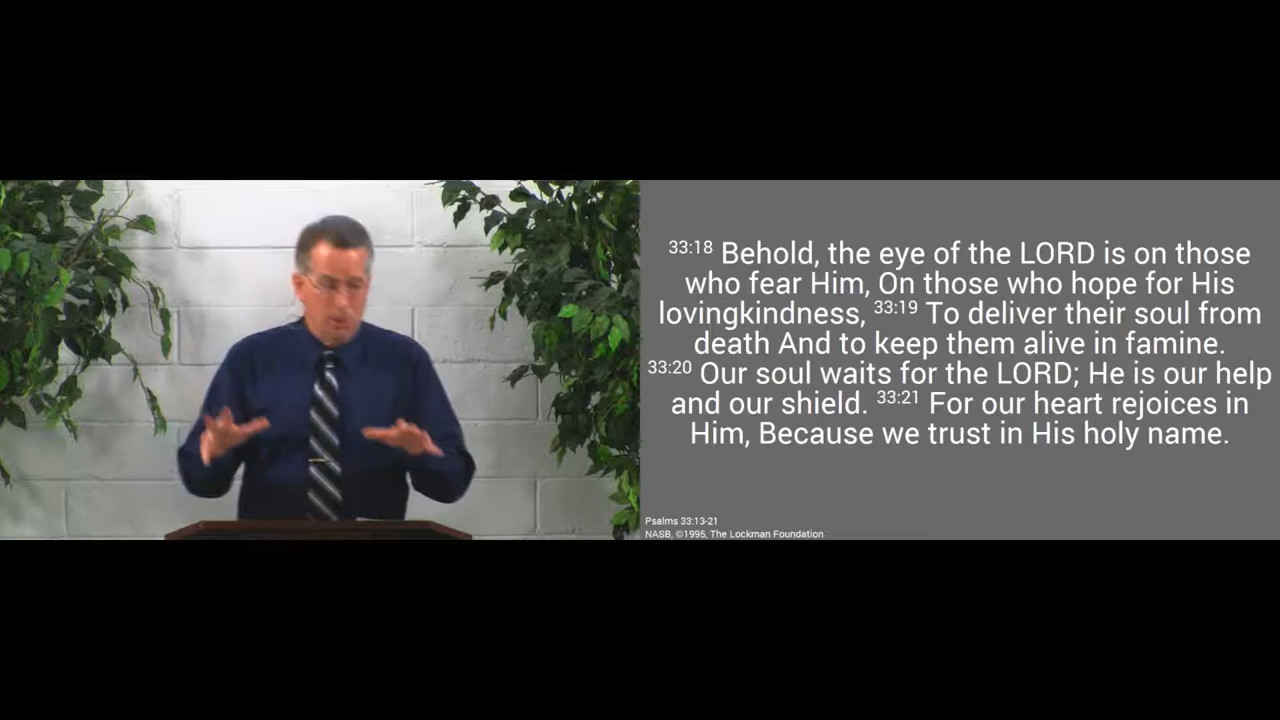 33:18 Behold, the eye of the LORD is on those
who fear Him, On those who hope for His
lovingkindness, 33:19 To deliver their soul from
death And to keep them alive in famine.
33:20 Our soul waits for the LORD; He is our help
and our shield. 33:21 For our heart rejoices in
Him, Because we trust in His holy name.
Psalms 33:13-21
NASB, ©1995, The Lockman Foundation